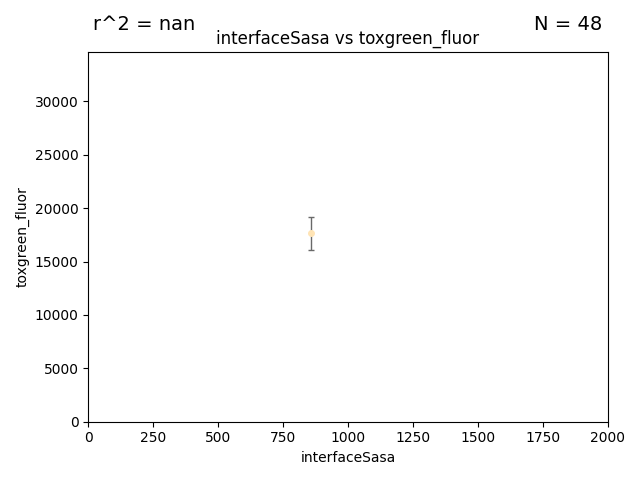 r^2 = nan
N = 48
interfaceSasa vs toxgreen_fluor
30000
25000
20000
15000
10000
5000
0
toxgreen_fluor
0 250 500 750 1000 1250 1500 1750 2000
interfaceSasa